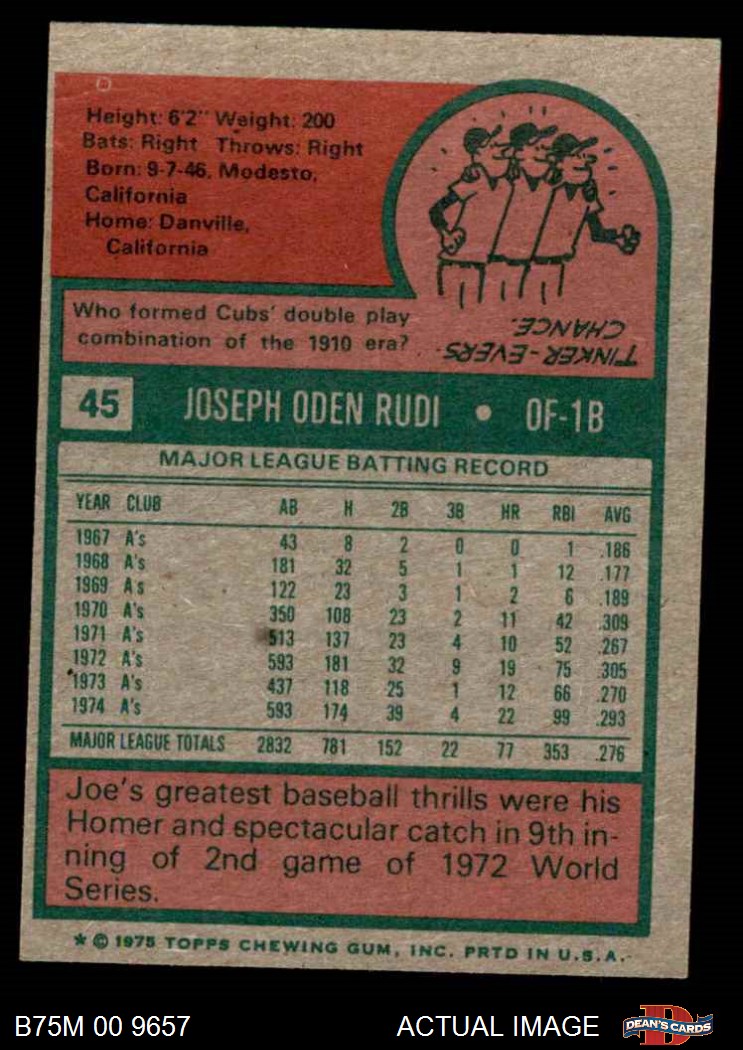 Height: 6'2" Weight: 200
Bats: Right Throws: Right
Born: 9-7-46, Modesto,
California
Home: Danville,
California
Who formed Cubs' double play
combination of the 1910 era?
TINKER-EVERS-
CHANCE.
45 JOSEPH ODEN RUDI • OF-1B
MAJOR LEAGUE BATTING RECORD
YEAR CLUB AB H 2B 3B HR RBI AVG
1967 A's 43 8 2 0 0 1 .186
1968 A's 181 32 5 1 1 12 .177
1969 A's 122 23 3 1 2 6 .189
1970 A's 350 108 23 2 11 42 .309
1971 A's 513 137 23 4 10 52 .267
1972 A's 593 181 32 9 19 75 .305
1973 A's 437 118 25 1 12 66 .270
1974 A's 593 174 39 4 22 99 .293
MAJOR LEAGUE TOTALS 2832 781 152 22 77 353 .276
Joe's greatest baseball thrills were his
Homer and spectacular catch in 9th in-
ning of 2nd game of 1972 World
Series.
* © 1975 TOPPS CHEWING GUM, INC. PRTD IN U.S.A.
B75M 00 9657 ACTUAL IMAGE D DEAN'S CARDS